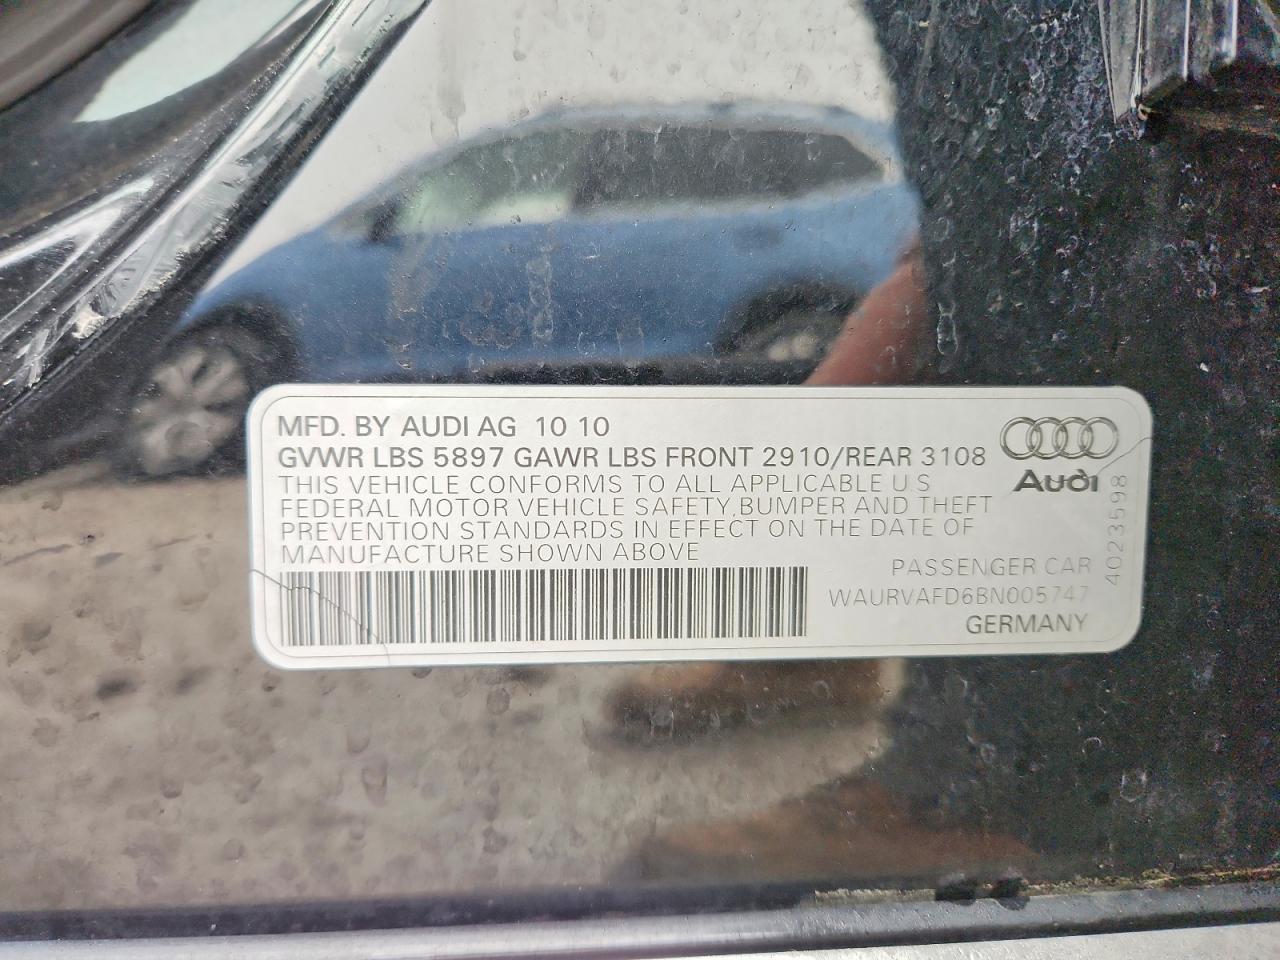 MFD. BY AUDI AG 10 10
GVWR LBS 5897 GAWR LBS FRONT 2910/REAR 3108
THIS VEHICLE CONFORMS TO ALL APPLICABLE U S
FEDERAL MOTOR VEHICLE SAFETY, BUMPER AND THEFT
PREVENTION STANDARDS IN EFFECT ON THE DATE OF
MANUFACTURE SHOWN ABOVE
Audi
4023598
PASSENGER CAR
WAURVAFD6BN005747
GERMANY